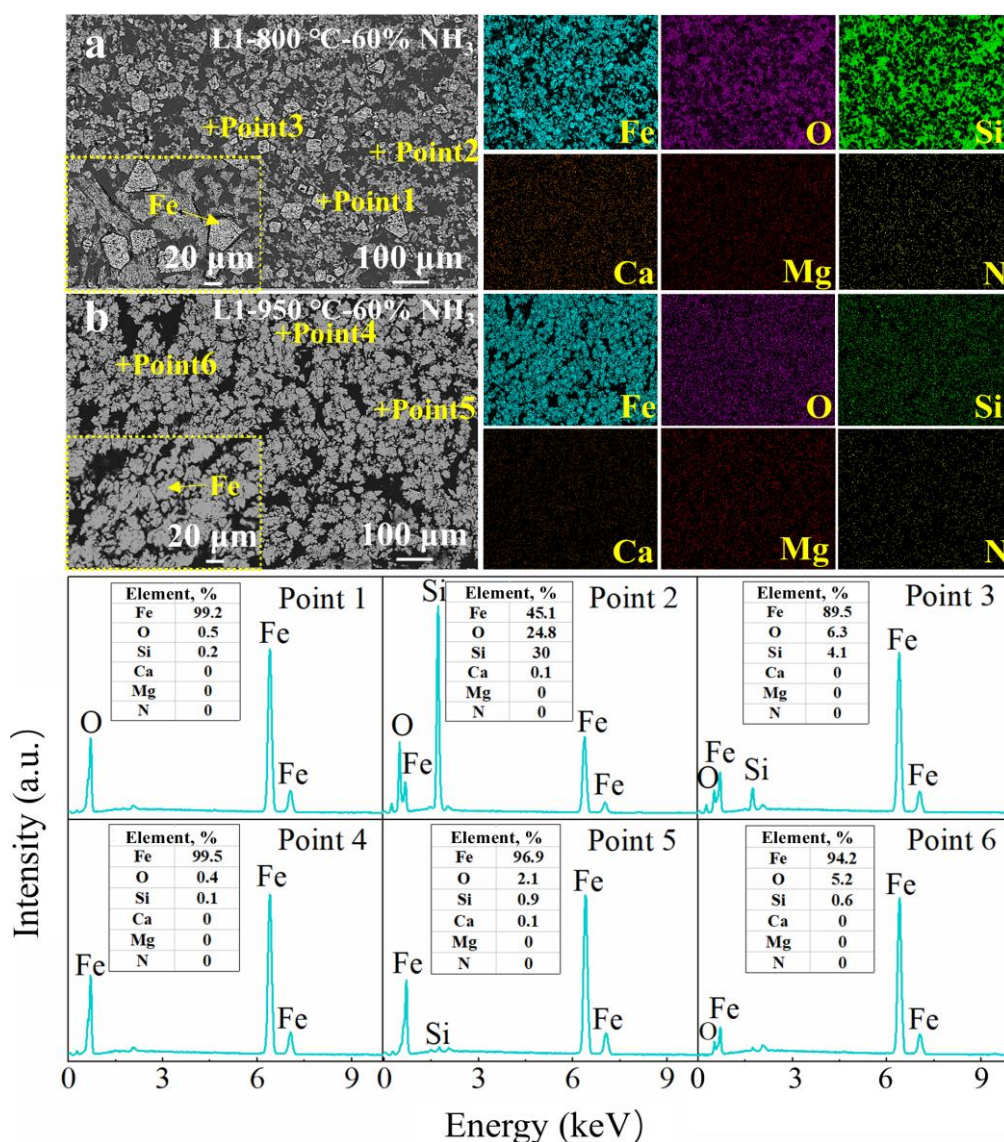 a
L1-800 °C-60% NH3
+Point3
+ Point2
+Point1
Fe
20 μm
100 μm
Fe
O
Si
Ca
Mg
N
b
L1-950 °C-60% NH3
+Point4
+Point6
+Point5
Fe
20 μm
100 μm
Fe
O
Si
Ca
Mg
N
Intensity (a.u.)
Point 1
Element, %
Fe 99.2
O 0.5
Si 0.2
Ca 0
Mg 0
N 0
O
Fe
Fe
Point 2
Element, %
Fe 45.1
O 24.8
Si 30
Ca 0.1
Mg 0
N 0
Si
O
Fe
Fe
Fe
Point 3
Element, %
Fe 89.5
O 6.3
Si 4.1
Ca 0
Mg 0
N 0
Fe
O
Si
Fe
Fe
Point 4
Element, %
Fe 99.5
O 0.4
Si 0.1
Ca 0
Mg 0
N 0
Fe
Fe
Fe
Point 5
Element, %
Fe 96.9
O 2.1
Si 0.9
Ca 0.1
Mg 0
N 0
Fe
Si
Fe
Fe
Point 6
Element, %
Fe 94.2
O 5.2
Si 0.6
Ca 0
Mg 0
N 0
Fe
O
Fe
Fe
0 3 6 9 0 3 6 9 0 3 6 9
Energy (keV)